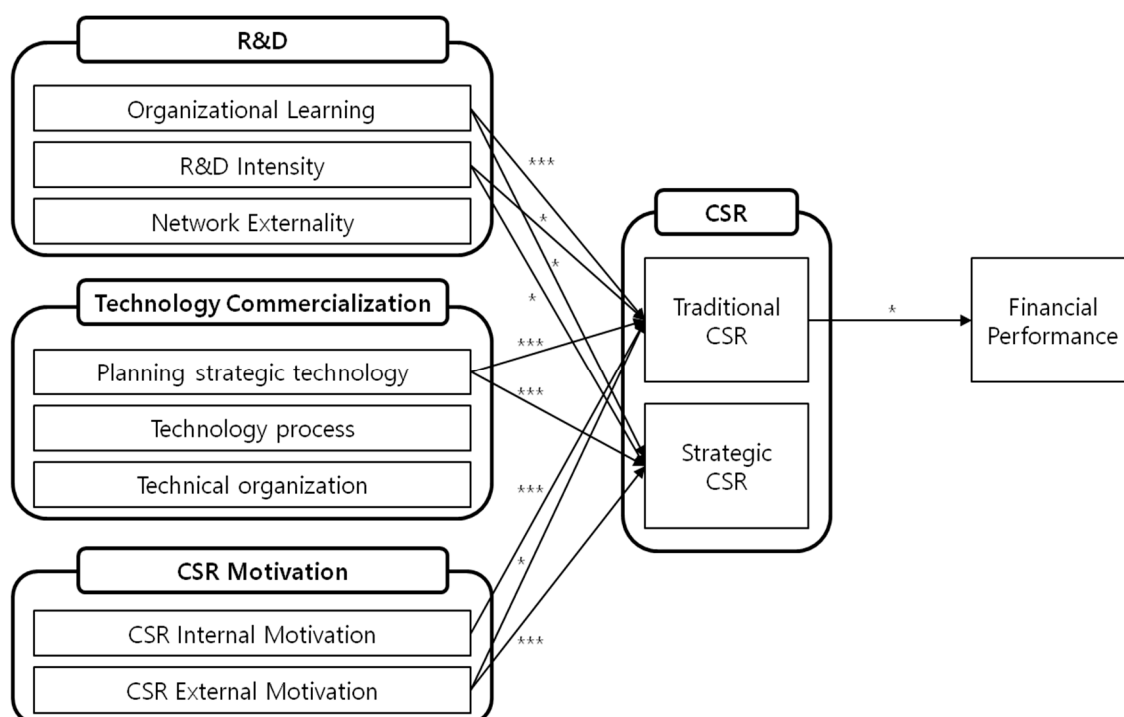 R&D
Organizational Learning
R&D Intensity
Network Externality
Technology Commercialization
Planning strategic technology
Technology process
Technical organization
CSR Motivation
CSR Internal Motivation
CSR External Motivation
***
*
*
*
***
***
***
*
***
CSR
Traditional
CSR
Strategic
CSR
*
Financial
Performance